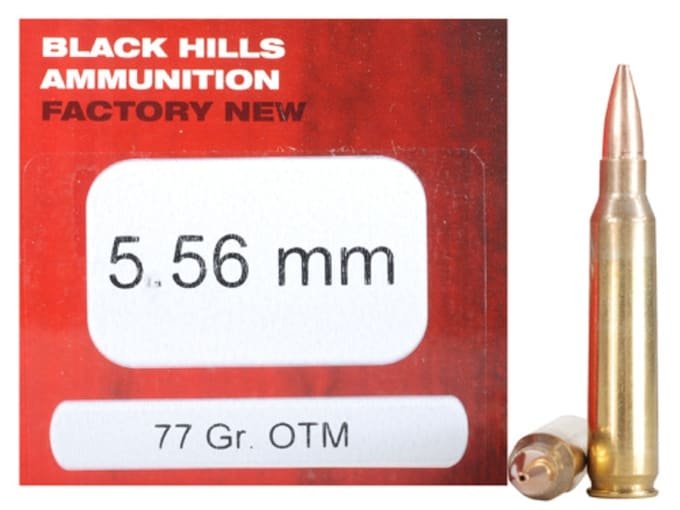 BLACK HILLS
AMMUNITION
FACTORY NEW
5.56 mm
77 Gr. OTM